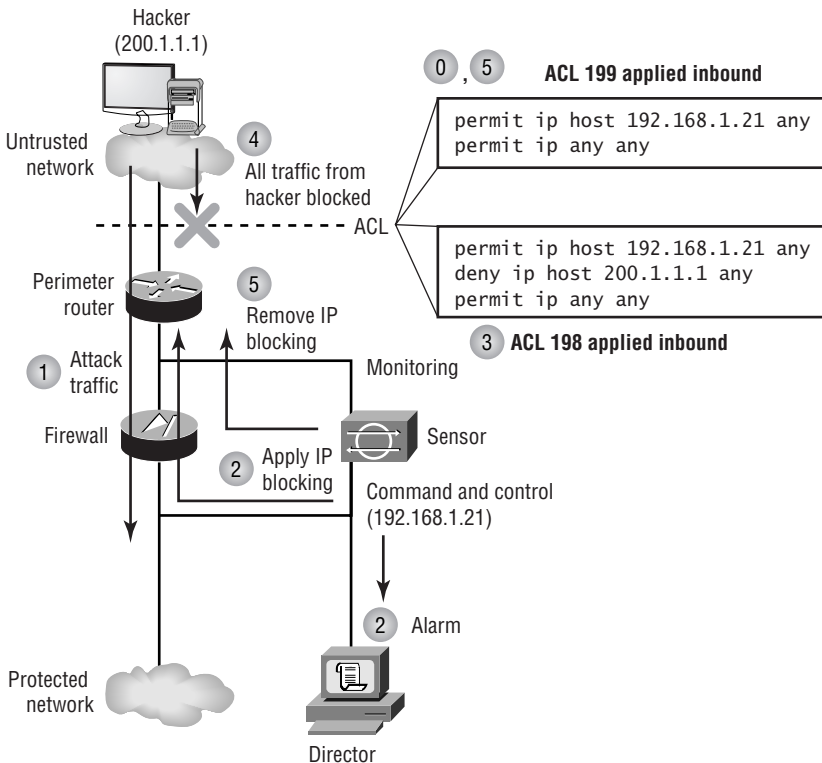 Hacker
(200.1.1.1)
0 , 5
ACL 199 applied inbound
permit ip host 192.168.1.21 any
permit ip any any
Untrusted
network
4
All traffic from
hacker blocked
ACL
permit ip host 192.168.1.21 any
deny ip host 200.1.1.1 any
permit ip any any
3 ACL 198 applied inbound
Perimeter
router
5
Remove IP
blocking
1
Attack
traffic
Monitoring
Firewall
Sensor
2
Apply IP
blocking
Command and control
(192.168.1.21)
2 Alarm
Protected
network
Director